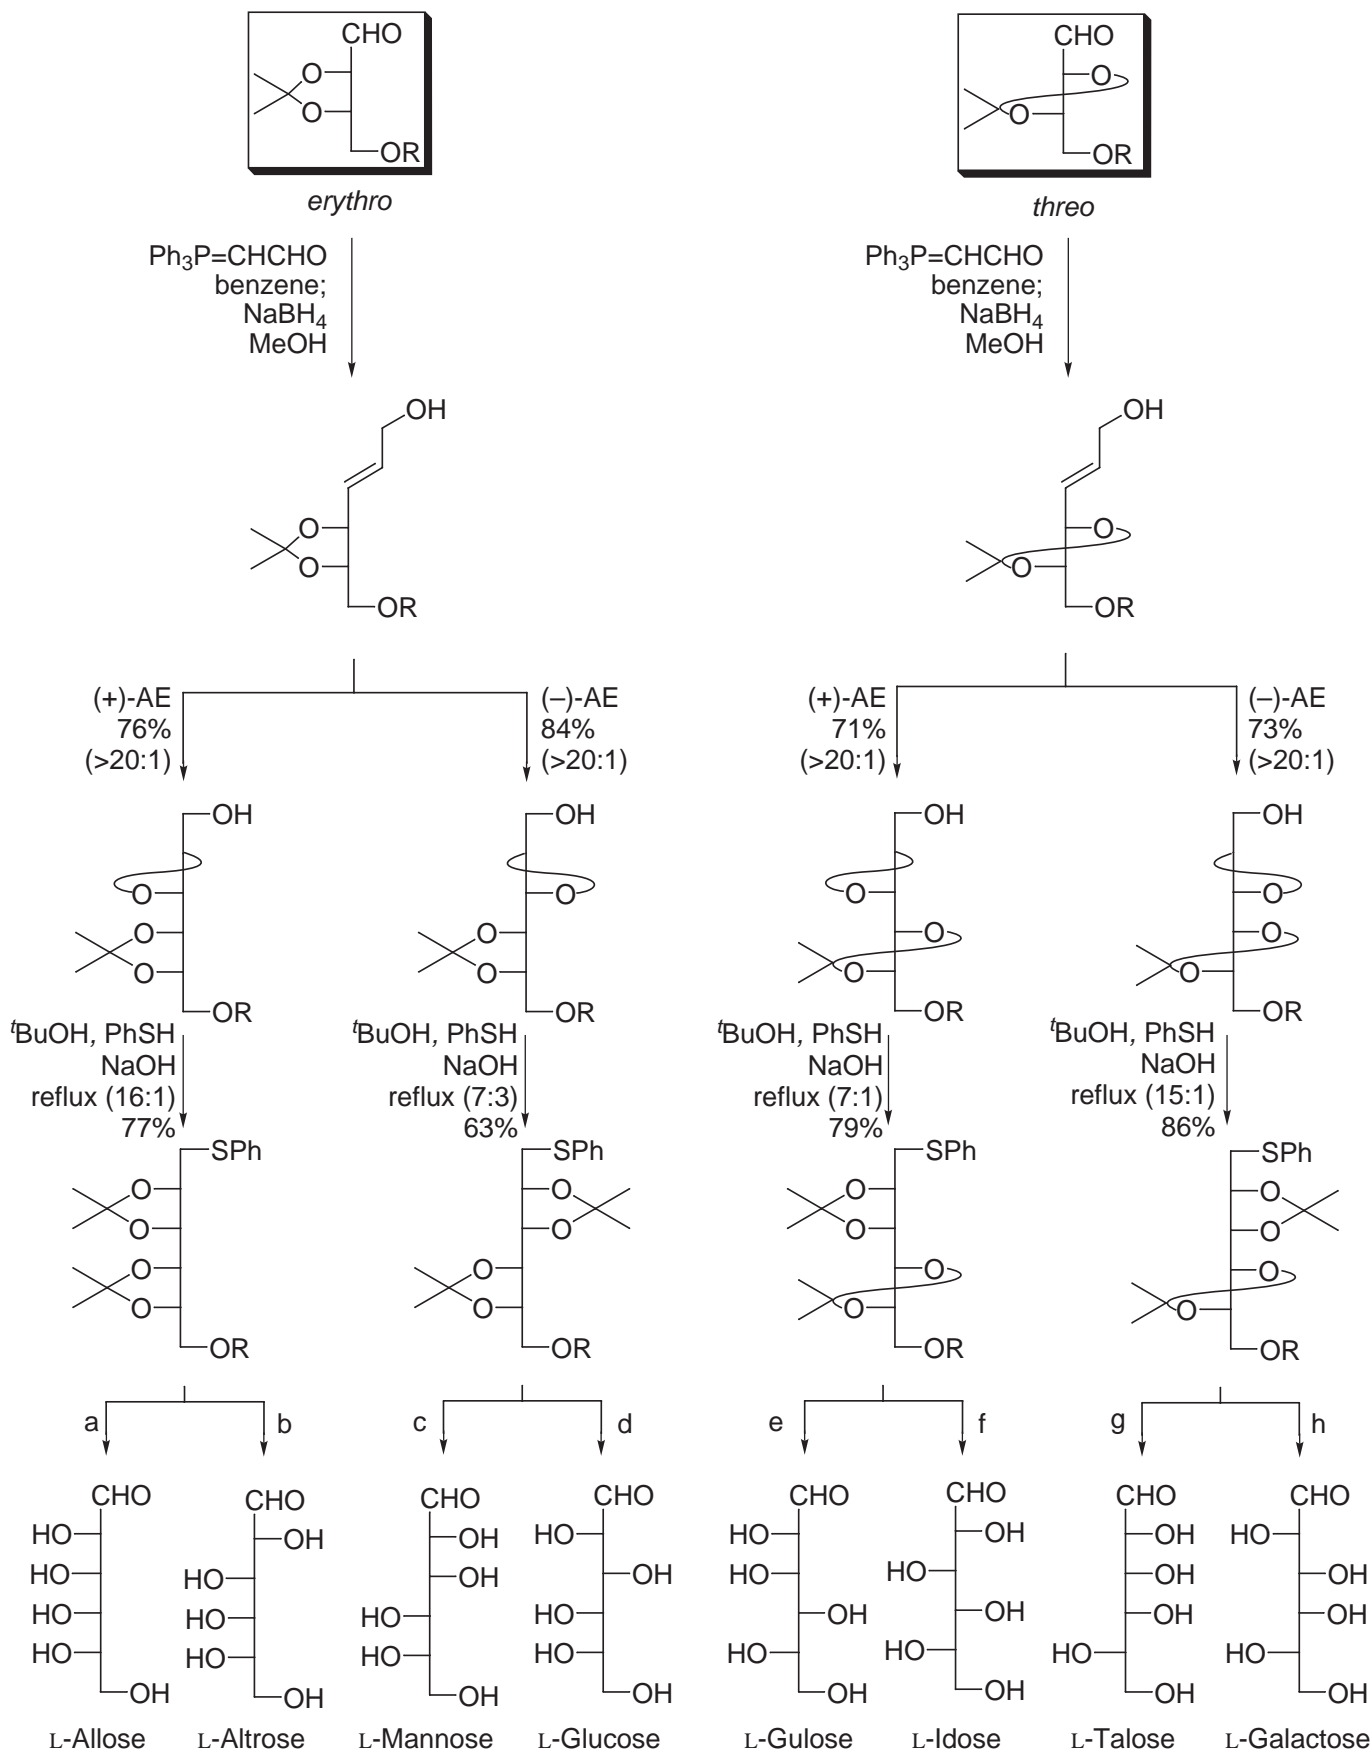 CHO
O
O
OR
erythro
CHO
O
O
OR
threo
Ph3P=CHCHO
benzene;
NaBH4
MeOH
Ph3P=CHCHO
benzene;
NaBH4
MeOH
OH
O
O
OR
OH
O
O
OR
(+)-AE
76%
(>20:1)
(–)-AE
84%
(>20:1)
(+)-AE
71%
(>20:1)
(–)-AE
73%
(>20:1)
OH
O
O
O
OR
OH
O
O
O
OR
OH
O
O
O
OR
OH
O
O
O
OR
tBuOH, PhSH
NaOH
reflux (16:1)
77%
tBuOH, PhSH
NaOH
reflux (7:3)
63%
tBuOH, PhSH
NaOH
reflux (7:1)
79%
tBuOH, PhSH
NaOH
reflux (15:1)
86%
SPh
O
O
O
O
OR
SPh
O
O
O
O
OR
SPh
O
O
O
O
OR
SPh
O
O
O
O
OR
a b c d e f g h
CHO
HO
HO
HO
HO
OH
L-Allose
CHO
OH
HO
HO
HO
OH
L-Altrose
CHO
OH
OH
HO
HO
OH
L-Mannose
CHO
HO
OH
HO
HO
OH
L-Glucose
CHO
HO
HO
OH
HO
OH
L-Gulose
CHO
OH
HO
OH
HO
OH
L-Idose
CHO
OH
OH
OH
HO
OH
L-Talose
CHO
HO
OH
OH
HO
OH
L-Galactose